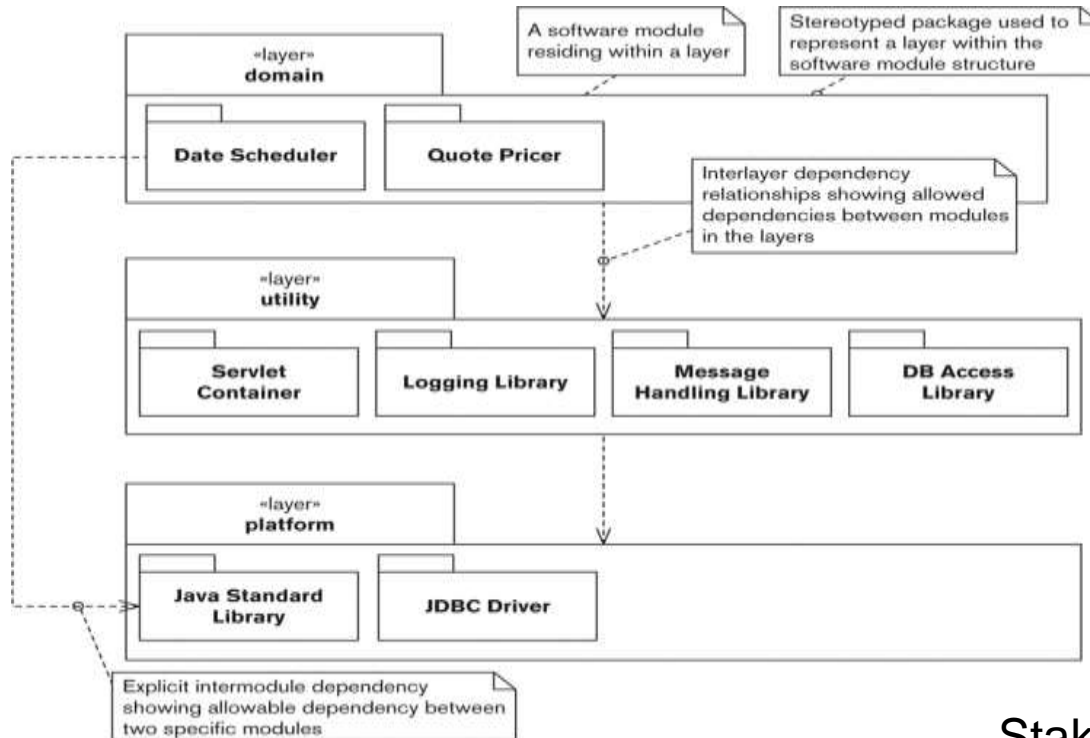 A software module
residing within a layer
Stereotyped package used to
represent a layer within the
software module structure
«layer»
domain
Date Scheduler
Quote Pricer
Interlayer dependency
relationships showing allowed
dependencies between modules
in the layers
«layer»
utility
Servlet
Container
Logging Library
Message
Handling Library
DB Access
Library
«layer»
platform
Java Standard
Library
JDBC Driver
Explicit intermodule dependency
showing allowable dependency between
two specific modules
Stak